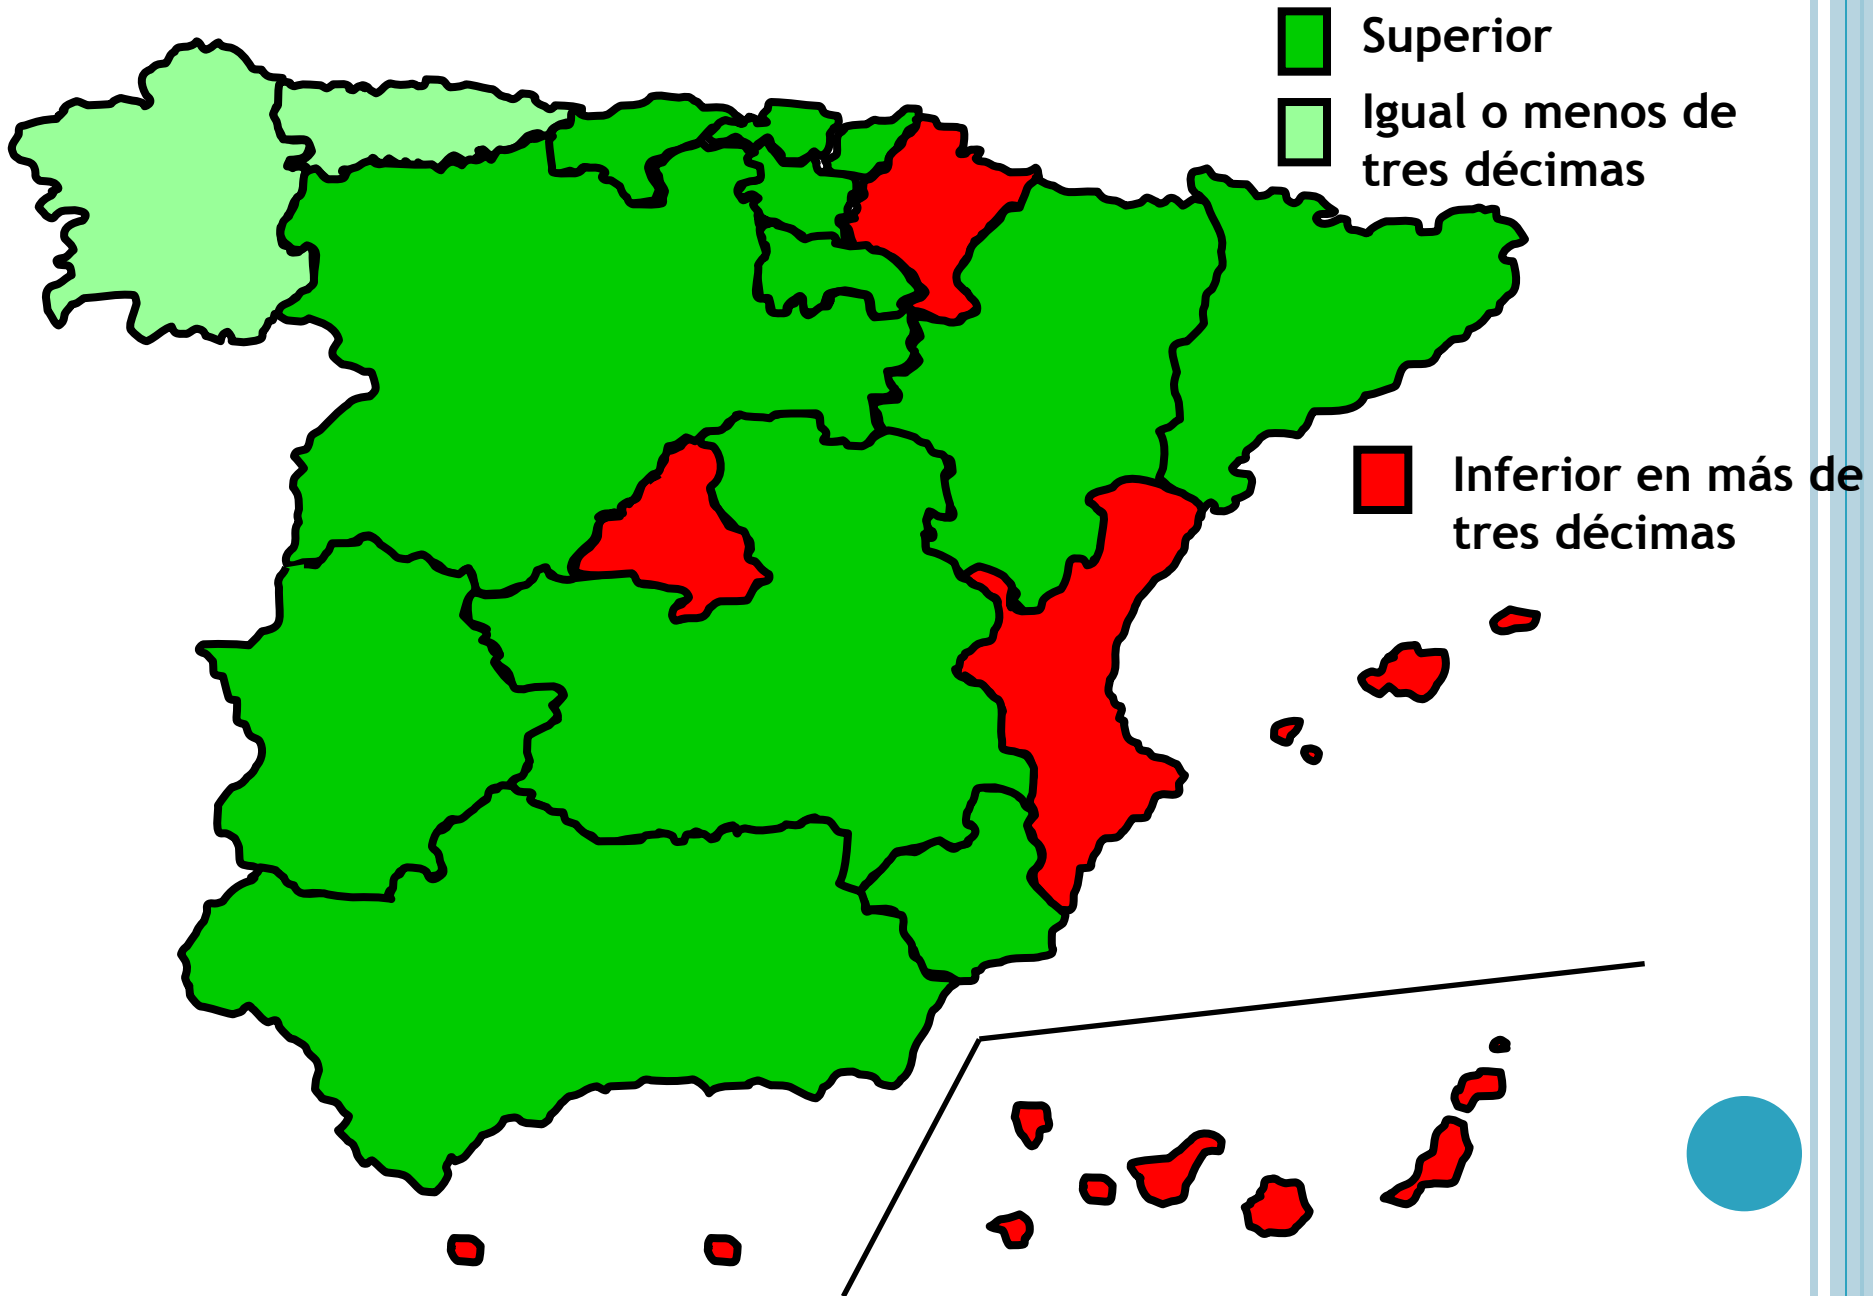 Superior
Igual o menos de
tres décimas
Inferior en más de
tres décimas